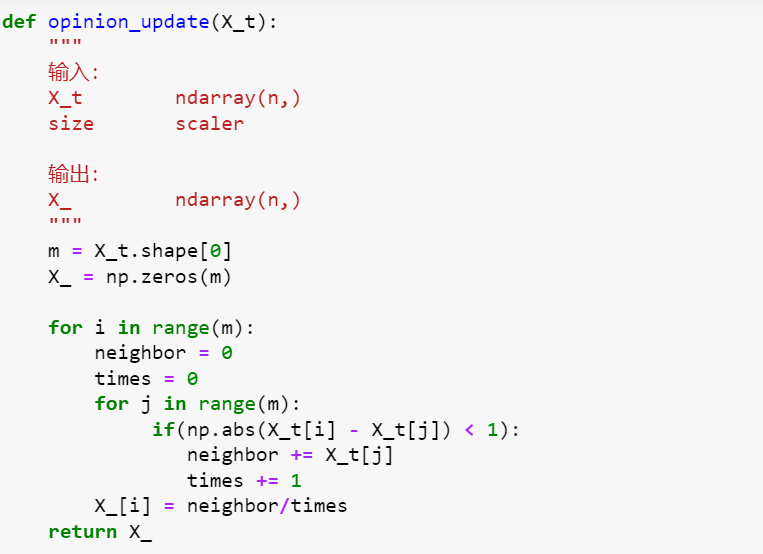 def opinion_update(X_t):
    """
    输入:
    X_t        ndarray(n,)
    size       scaler

    输出:
    X_         ndarray(n,)
    """
    m = X_t.shape[0]
    X_ = np.zeros(m)

    for i in range(m):
        neighbor = 0
        times = 0
        for j in range(m):
             if(np.abs(X_t[i] - X_t[j]) < 1):
                neighbor += X_t[j]
                times += 1
        X_[i] = neighbor/times
    return X_